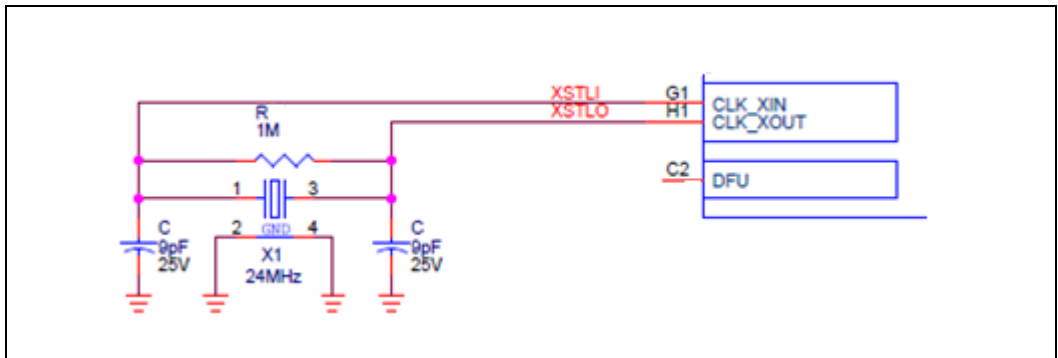 XSTLI
XSTLO
G1
H1
CLK_XIN
CLK_XOUT
R
1M
C2
DFU
1
3
2
GND
4
C
9pF
25V
X1
24MHz
C
9pF
25V